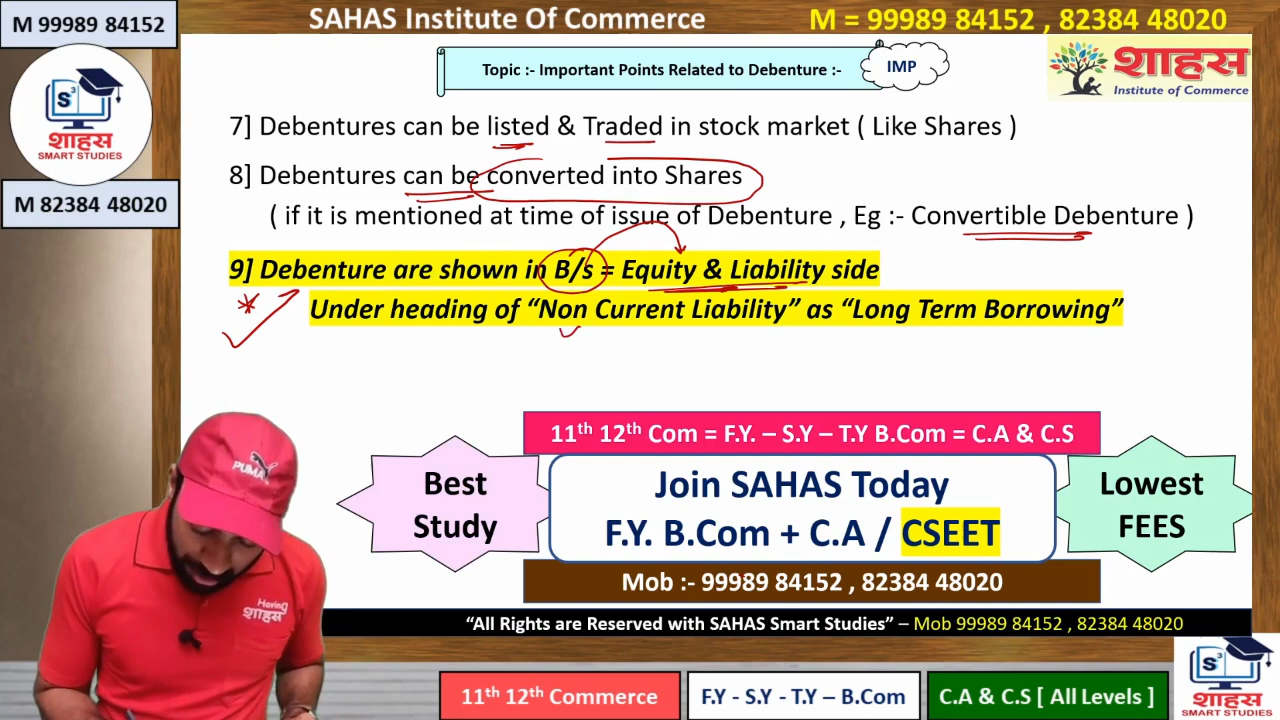 M 99989 84152
SAHAS Institute Of Commerce
M = 99989 84152 , 82384 48020
Topic :- Important Points Related to Debenture :-
IMP
शाहस
Institute of Commerce
S³
शाहस
SMART STUDIES
M 82384 48020
7] Debentures can be listed & Traded in stock market ( Like Shares )
8] Debentures can be converted into Shares
( if it is mentioned at time of issue of Debenture , Eg :- Convertible Debenture )
9] Debenture are shown in B/s = Equity & Liability side
Under heading of “Non Current Liability” as “Long Term Borrowing”
11th 12th Com = F.Y. – S.Y – T.Y B.Com = C.A & C.S
Best
Study
Join SAHAS Today
F.Y. B.Com + C.A / CSEET
Lowest
FEES
Mob :- 99989 84152 , 82384 48020
PUMA
Having
शाहस
“All Rights are Reserved with SAHAS Smart Studies” – Mob 99989 84152 , 82384 48020
11th 12th Commerce
F.Y - S.Y - T.Y – B.Com
C.A & C.S [ All Levels ]
S³
शाहस
SMART STUDIES